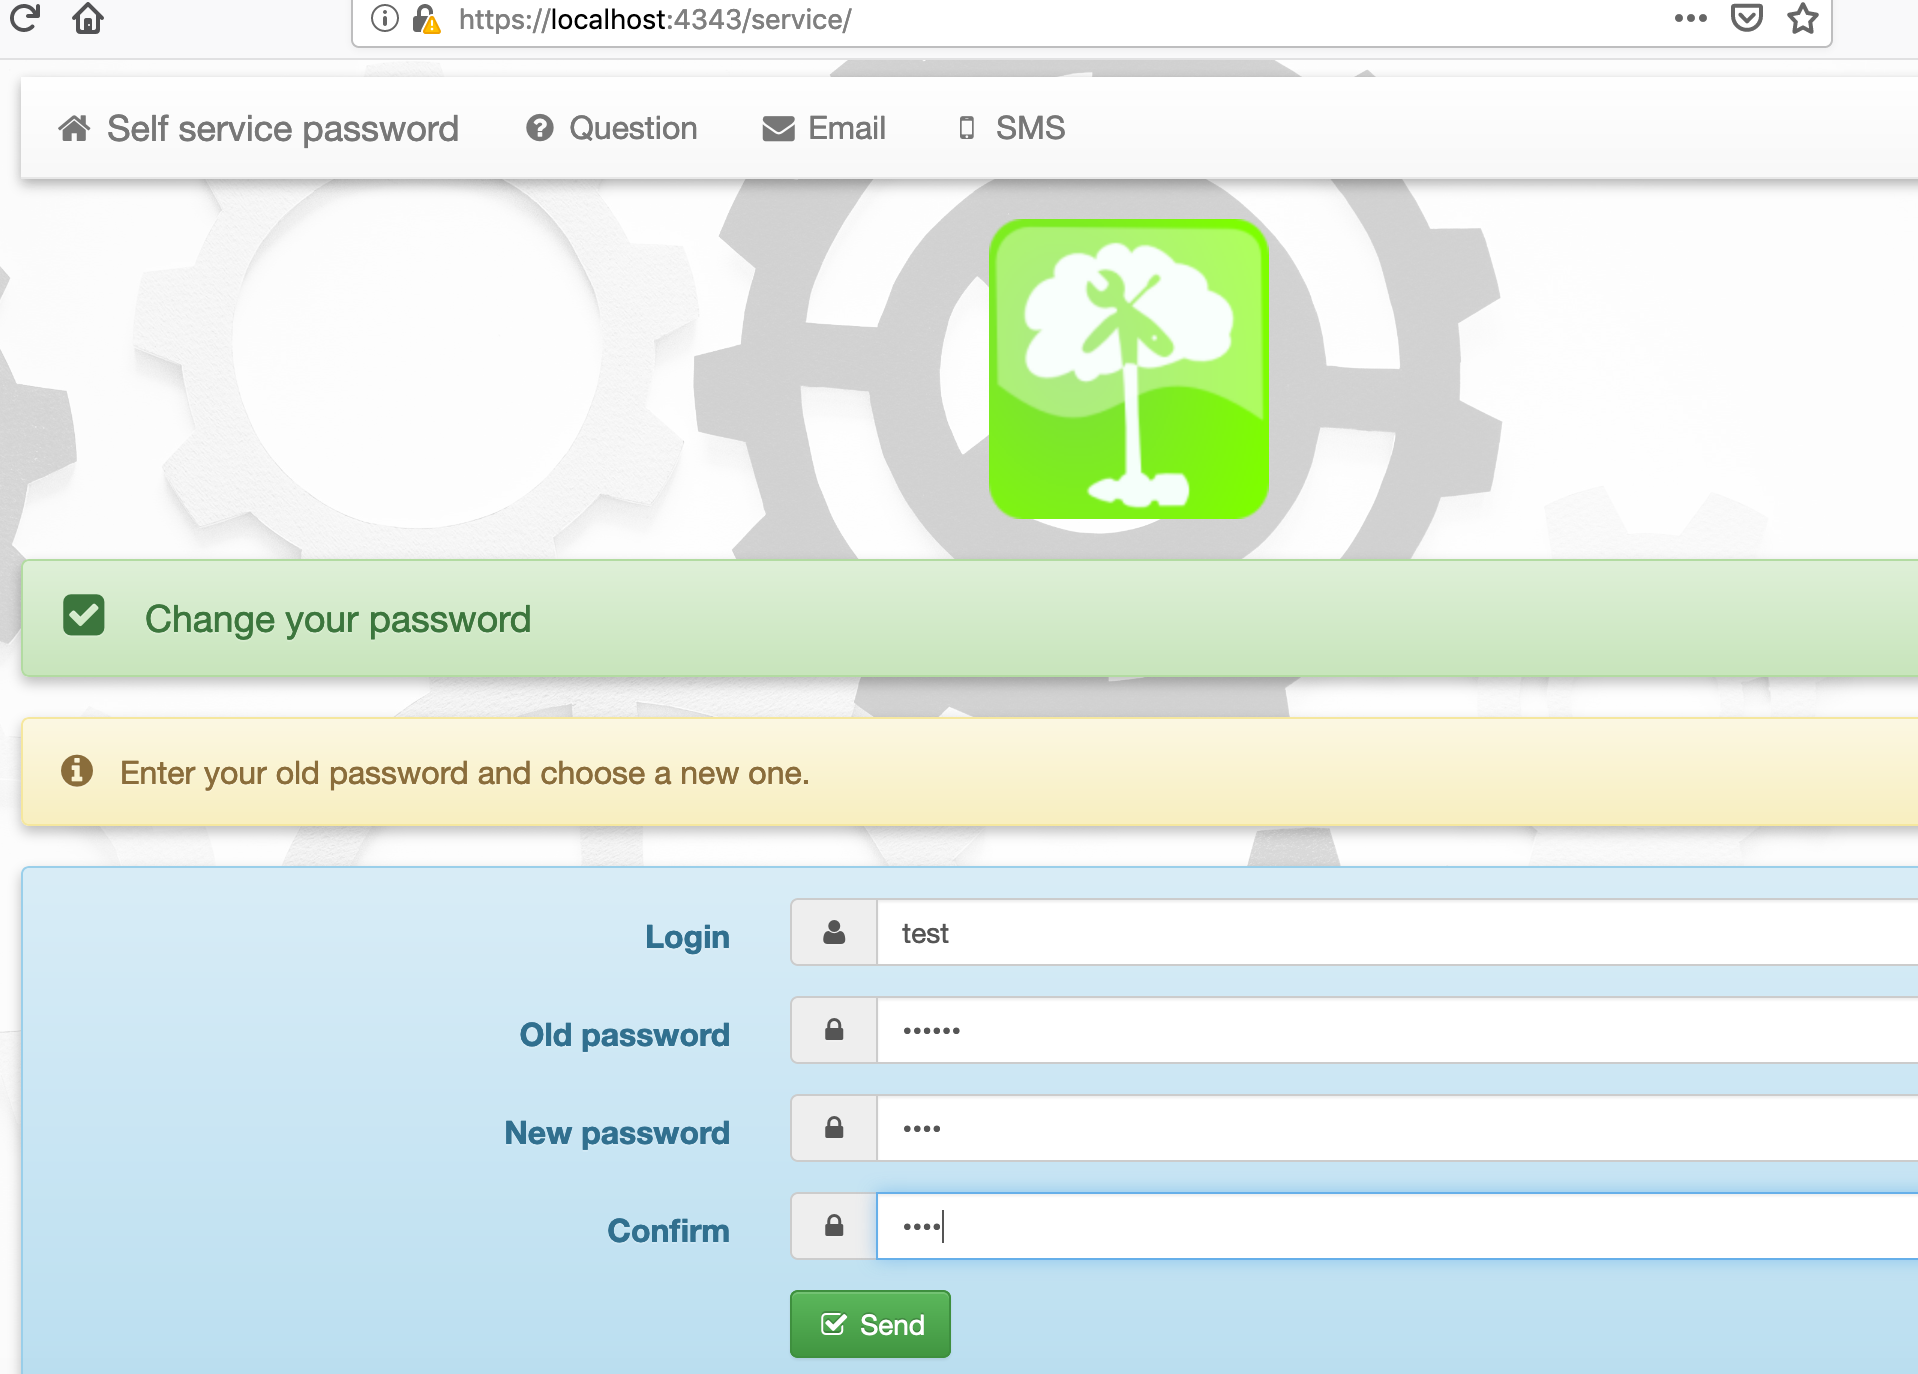 https://localhost:4343/service/
Self service password Question Email SMS
Change your password
Enter your old password and choose a new one.
Login test
Old password ••••••
New password ••••
Confirm ••••
Send